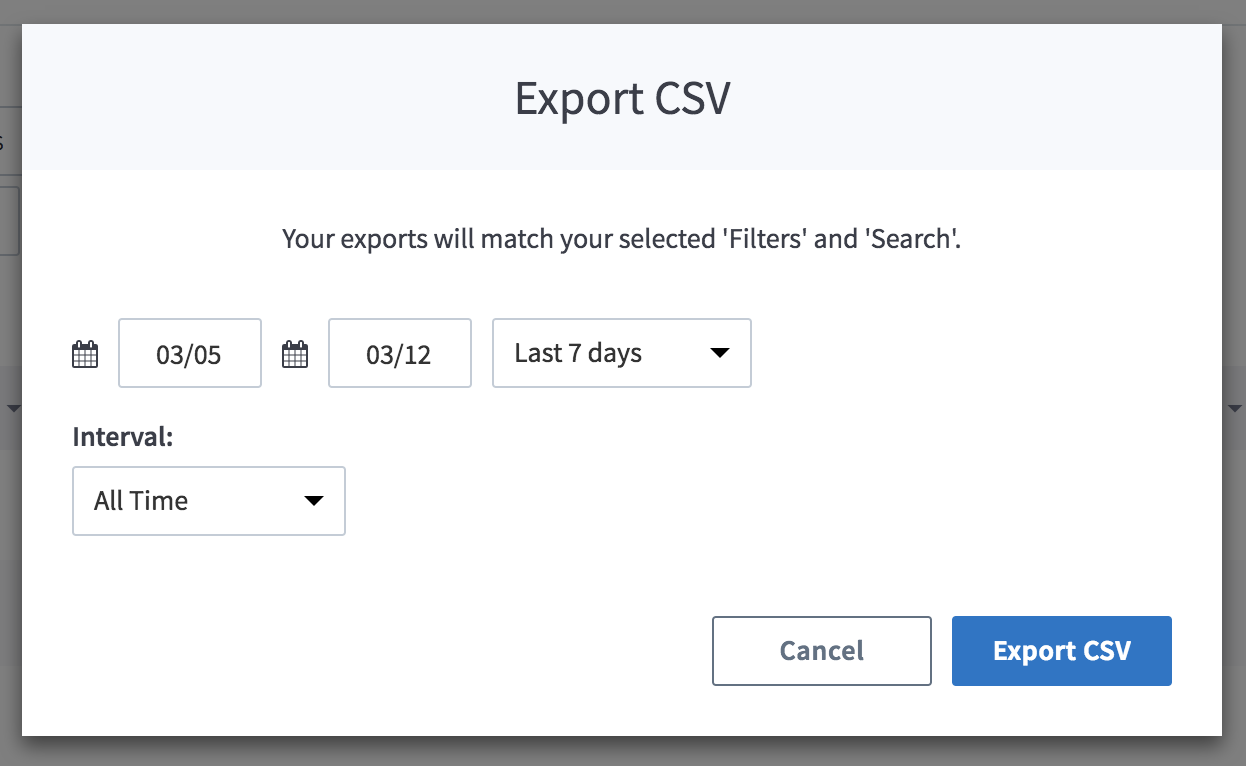 Export CSV
Your exports will match your selected 'Filters' and 'Search'.
03/05 03/12 Last 7 days
Interval:
All Time
Cancel Export CSV